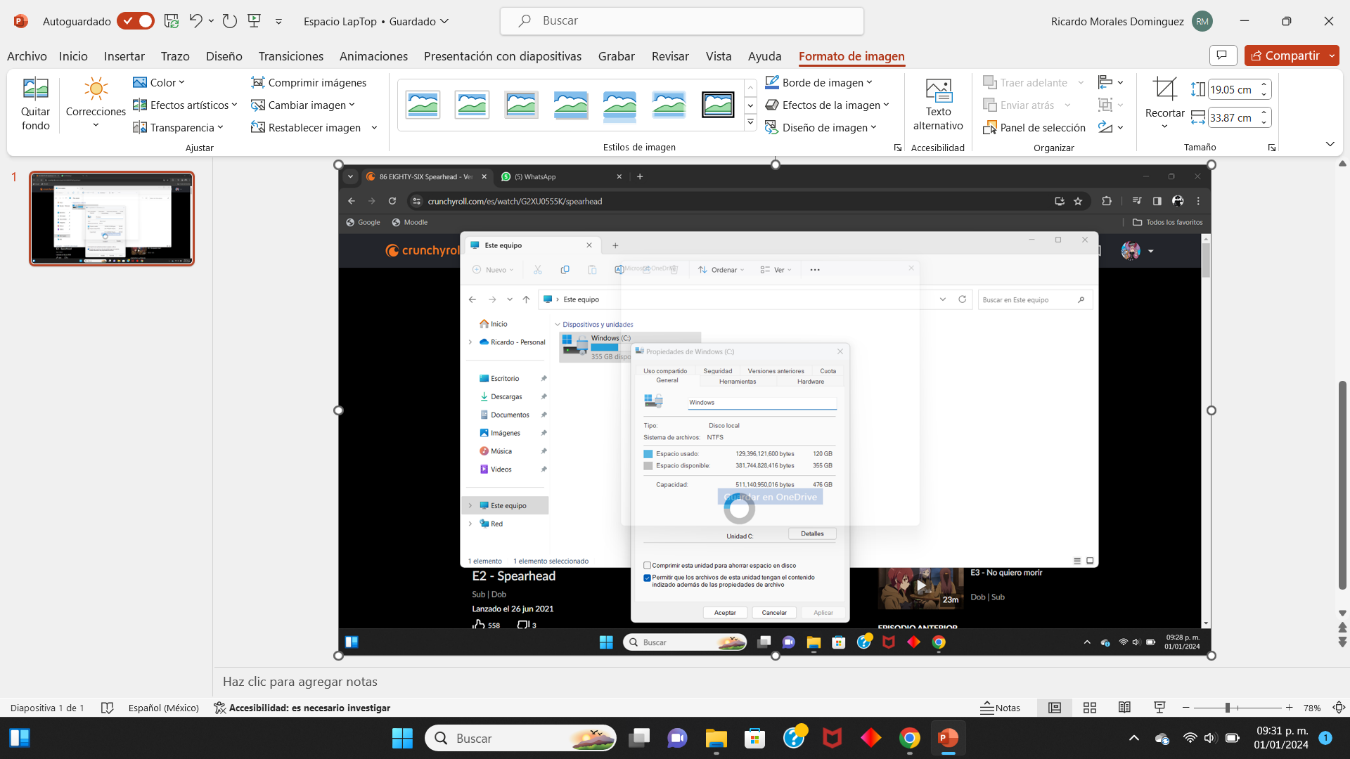 Autoguardado
Espacio LapTop • Guardado
Buscar
Ricardo Morales Dominguez
RM
Archivo Inicio Insertar Trazo Diseño Transiciones Animaciones Presentación con diapositivas Grabar Revisar Vista Ayuda Formato de imagen
Compartir
Quitar fondo
Correcciones
Color
Efectos artísticos
Transparencia
Comprimir imágenes
Cambiar imagen
Restablecer imagen
Ajustar
Estilos de imagen
Borde de imagen
Efectos de la imagen
Diseño de imagen
Texto alternativo
Accesibilidad
Traer adelante
Enviar atrás
Panel de selección
Organizar
Recortar
19.05 cm
33.87 cm
Tamaño
1
86 EIGHTY-SIX Spearhead - Ve
(5) WhatsApp
crunchyroll.com/es/watch/G2XU0555K/spearhead
Google
Moodle
Todos los favoritos
crunchyroll
Este equipo
Nuevo
Microsoft OneDrive
Ordenar
Ver
Este equipo
Buscar en Este equipo
Inicio
Ricardo - Personal
Escritorio
Descargas
Documentos
Imágenes
Música
Videos
Este equipo
Red
Dispositivos y unidades
Windows (C:)
355 GB dispo
Propiedades de Windows (C:)
Uso compartido Seguridad Versiones anteriores Cuota
General Herramientas Hardware
Windows
Tipo: Disco local
Sistema de archivos: NTFS
Espacio usado: 129,396,121,600 bytes 120 GB
Espacio disponible: 381,744,828,416 bytes 355 GB
Capacidad: 511,140,950,016 bytes 476 GB
en OneDrive
Unidad C:
Detalles
Comprimir esta unidad para ahorrar espacio en disco
Permitir que los archivos de esta unidad tengan el contenido
indizado además de las propiedades de archivo
Aceptar Cancelar Aplicar
1 elemento 1 elemento seleccionado
E2 - Spearhead
Sub | Dob
Lanzado el 26 jun 2021
558 3
23m
E3 - No quiero morir
Dob | Sub
EPISODIO ANTERIOR
Buscar
09:28 p. m.
01/01/2024
Haz clic para agregar notas
Diapositiva 1 de 1
Español (México)
Accesibilidad: es necesario investigar
Notas
78%
Buscar
09:31 p. m.
01/01/2024
1